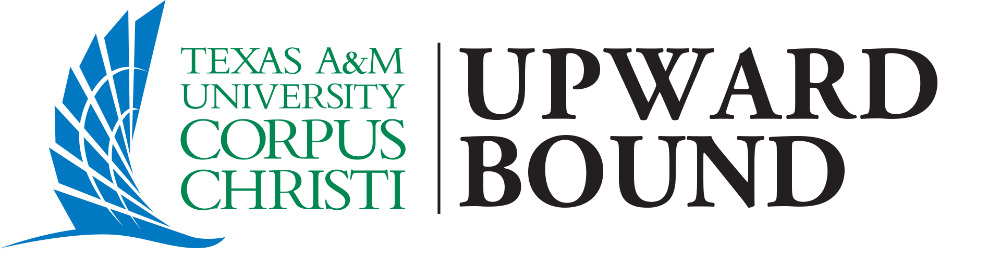 TEXAS A&M
UNIVERSITY
CORPUS
CHRISTI
UPWARD
BOUND